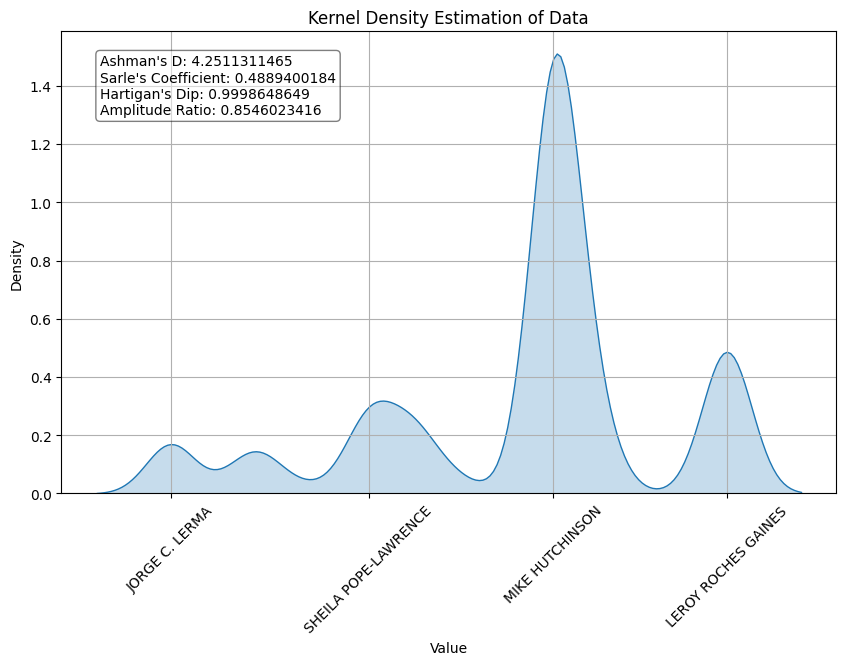 Kernel Density Estimation of Data
Ashman's D: 4.2511311465
Sarle's Coefficient: 0.4889400184
Hartigan's Dip: 0.9998648649
Amplitude Ratio: 0.8546023416
Density
1.4
1.2
1.0
0.8
0.6
0.4
0.2
0.0
JORGE C. LERMA
SHEILA POPE-LAWRENCE
MIKE HUTCHINSON
LEROY ROCHES GAINES
Value